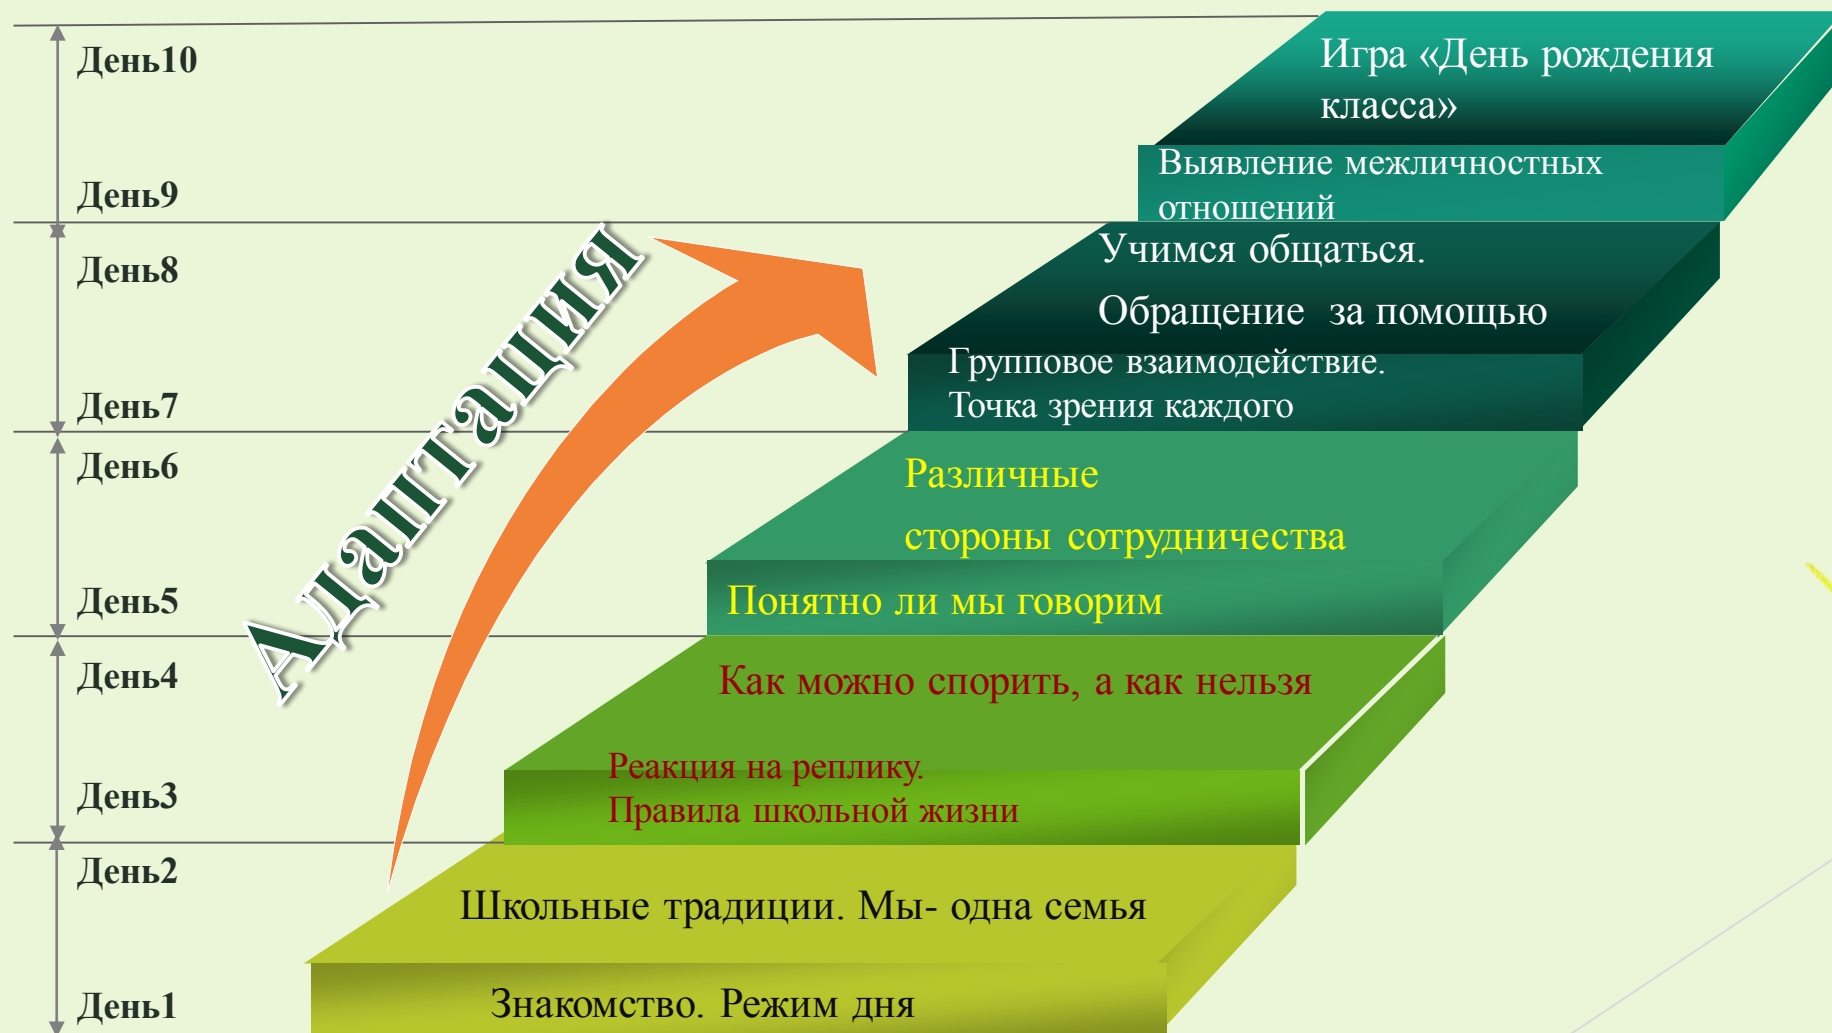 День10
Игра «День рождения
класса»
День9
Выявление межличностных
отношений
День8
Учимся общаться.
Обращение за помощью
День7
Групповое взаимодействие.
Точка зрения каждого
Адаптация
День6
Различные
стороны сотрудничества
День5
Понятно ли мы говорим
День4
Как можно спорить, а как нельзя
День3
Реакция на реплику.
Правила школьной жизни
День2
Школьные традиции. Мы- одна семья
День1
Знакомство. Режим дня